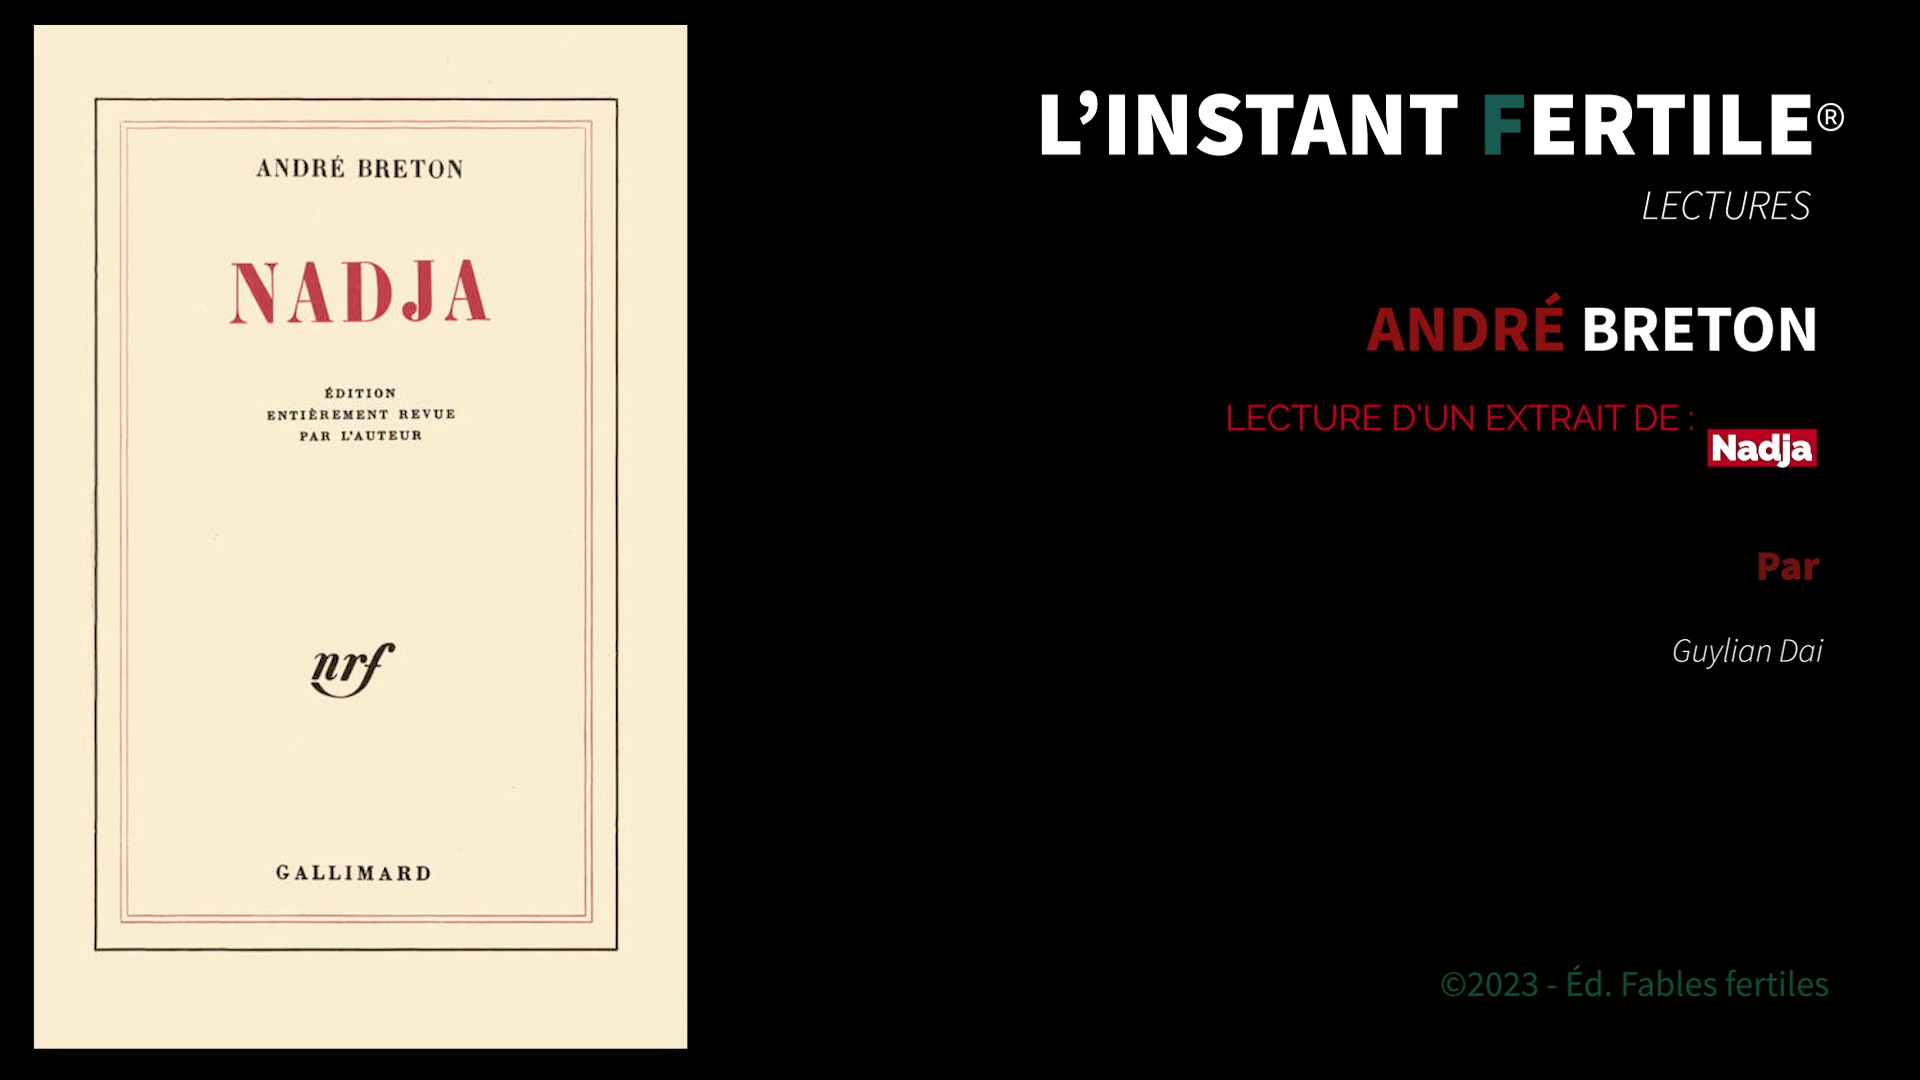 ANDRÉ BRETON
NADJA
ÉDITION
ENTIÈREMENT REVUE
PAR L'AUTEUR
nrf
GALLIMARD
L’INSTANT FERTILE®
LECTURES
ANDRÉ BRETON
LECTURE D'UN EXTRAIT DE :
Nadja
Par
Guylian Dai
©2023 - Éd. Fables fertiles